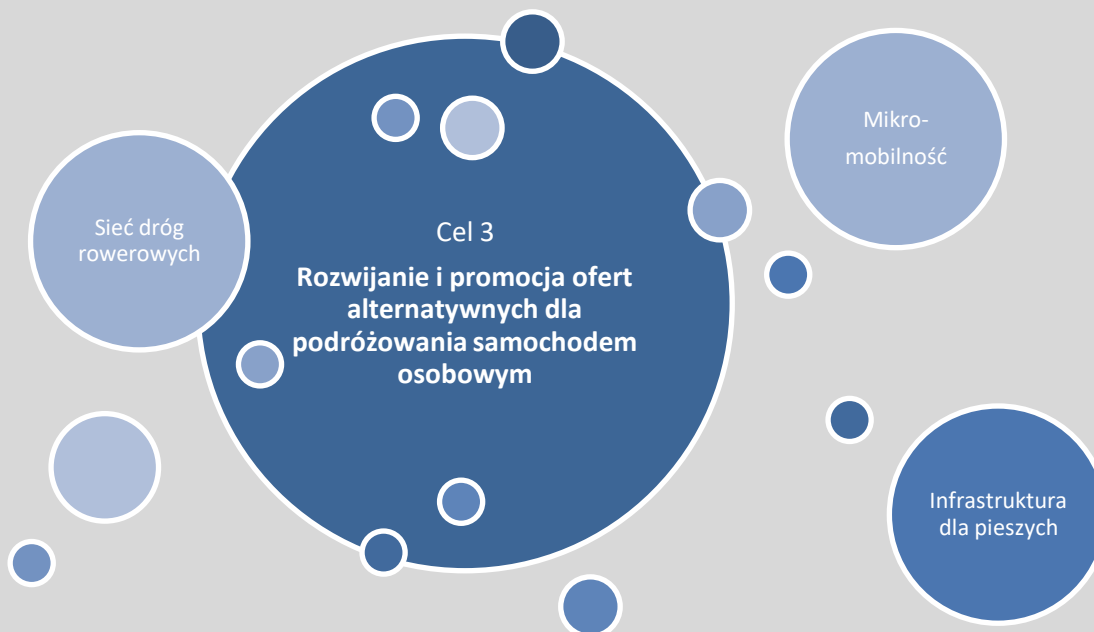 Mikro-
mobilność
Sieć dróg
rowerowych
Cel 3
Rozwijanie i promocja ofert
alternatywnych dla
podróżowania samochodem
osobowym
Infrastruktura
dla pieszych